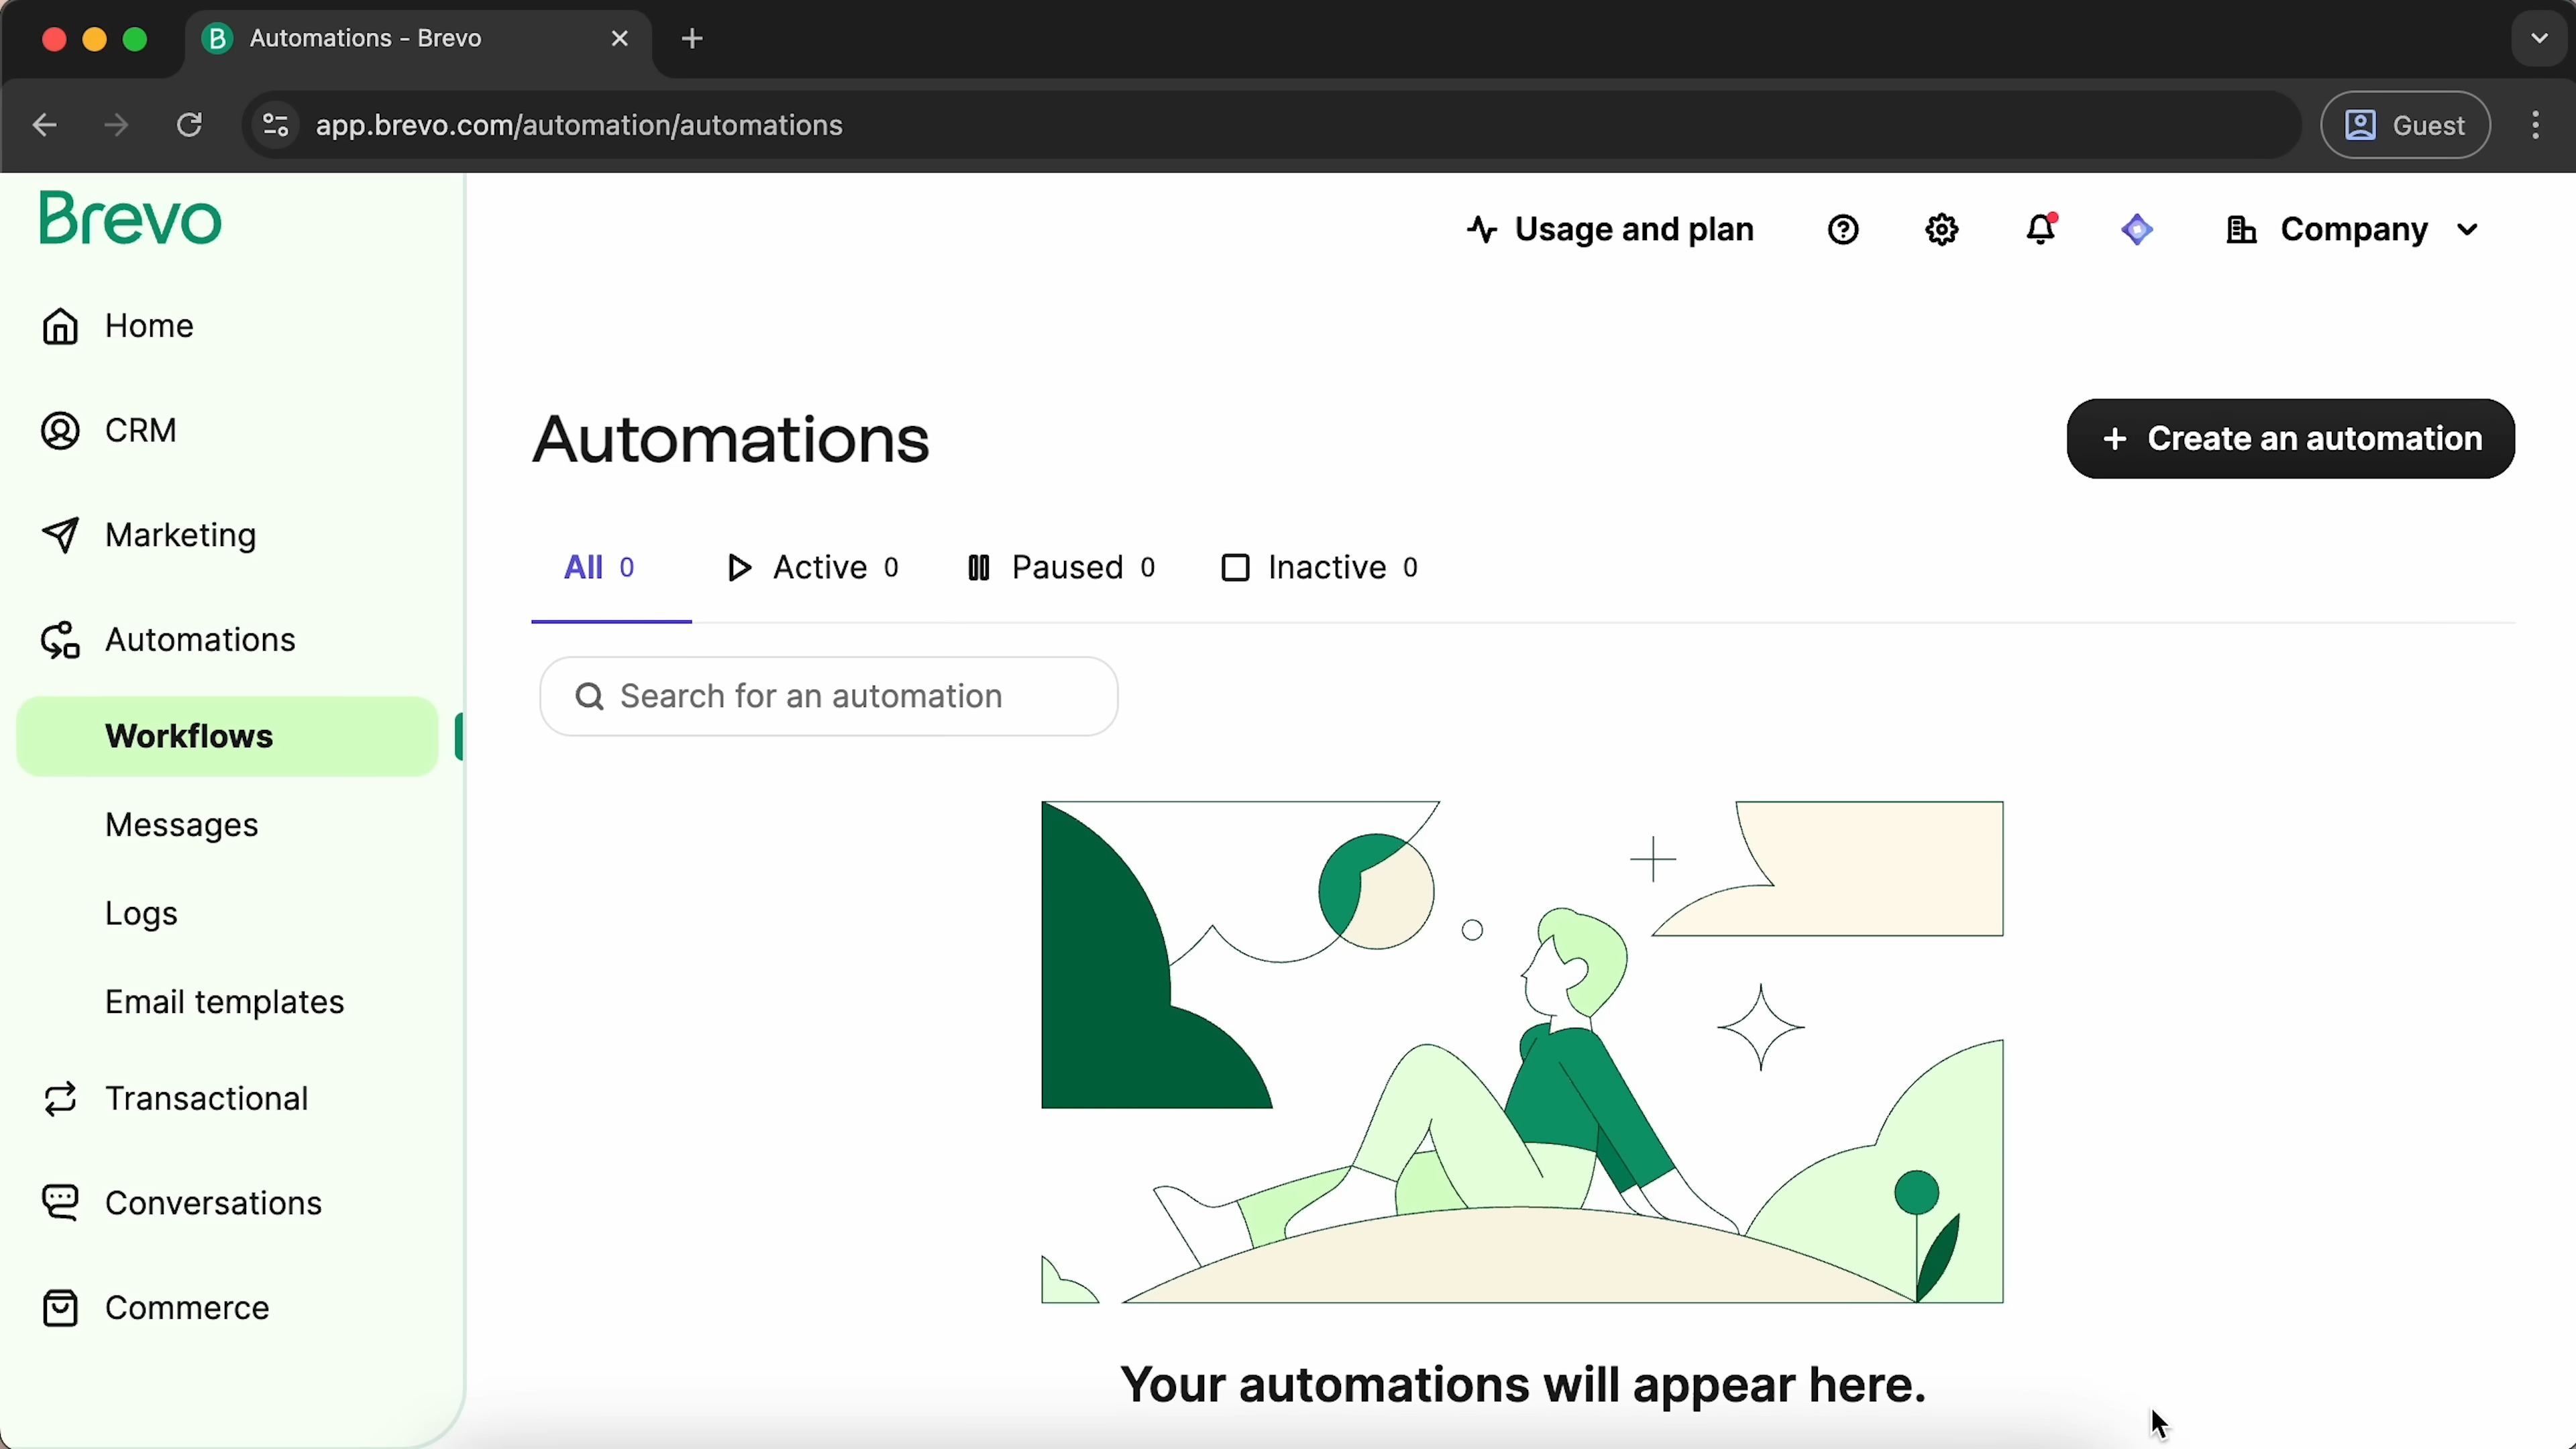 Automations - Brevo
app.brevo.com/automation/automations
Guest
Brevo
Usage and plan
Company
Home
CRM
Marketing
Automations
Workflows
Messages
Logs
Email templates
Transactional
Conversations
Commerce
Automations
+ Create an automation
All 0
Active 0
Paused 0
Inactive 0
Search for an automation
Your automations will appear here.